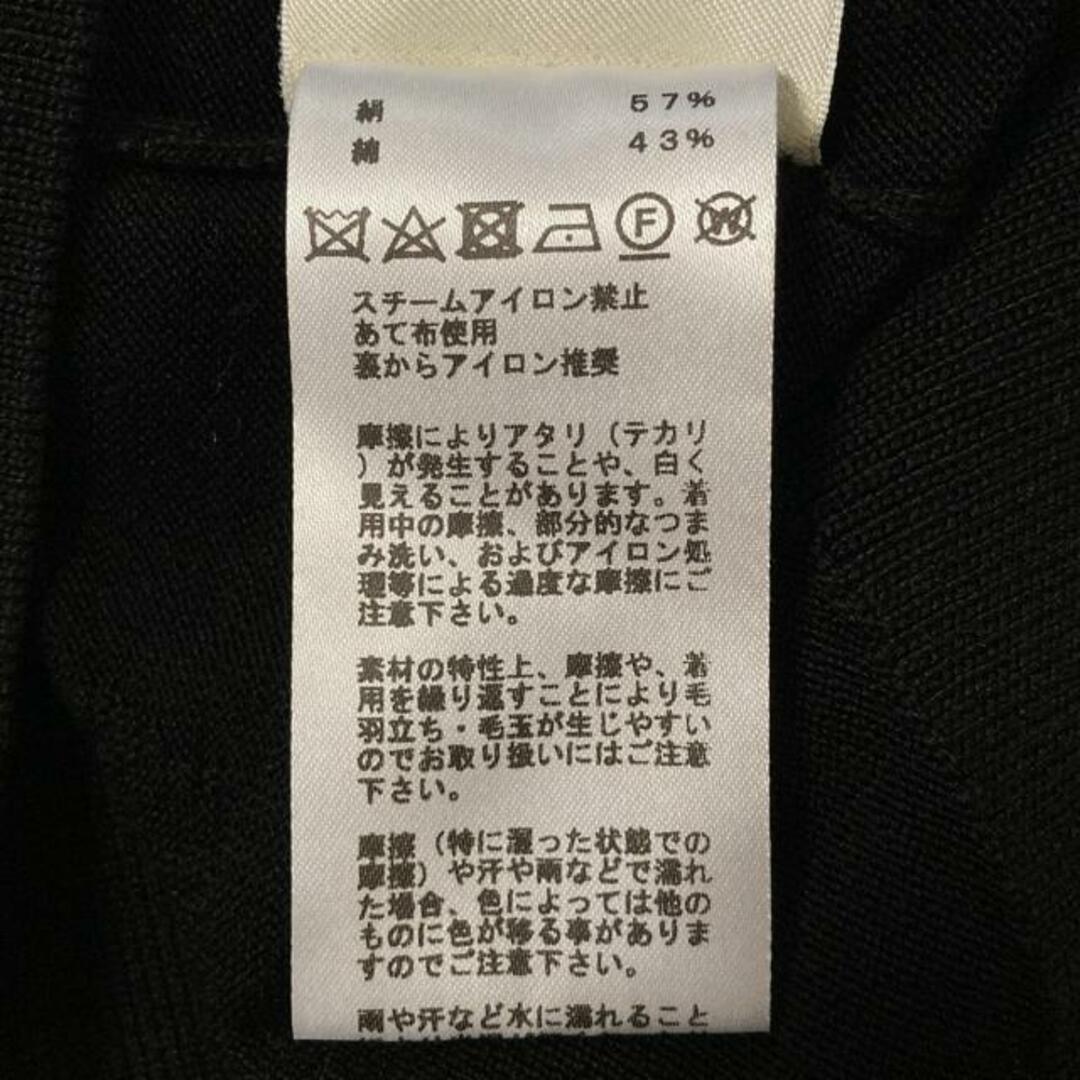 絹 57%
綿 43%
F W
スチームアイロン禁止
あて布使用
裏からアイロン推奨
摩擦によりアタリ（テカリ
）が発生することや、白く
見えることがあります。着
用中の摩擦、部分的なつま
み洗い、およびアイロン処
理等による過度な摩擦にご
注意下さい。
素材の特性上、摩擦や、着
用を繰り返すことにより毛
羽立ち・毛玉が生じやすい
のでお取り扱いにはご注意
下さい。
摩擦（特に湿った状態での
摩擦）や汗や雨などで濡れ
た場合、色によっては他の
ものに色が移る事がありま
すのでご注意下さい。
雨や汗など水に濡れること